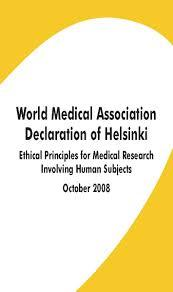 World Medical Association
Declaration of Helsinki
Ethical Principles for Medical Research
Involving Human Subjects
October 2008